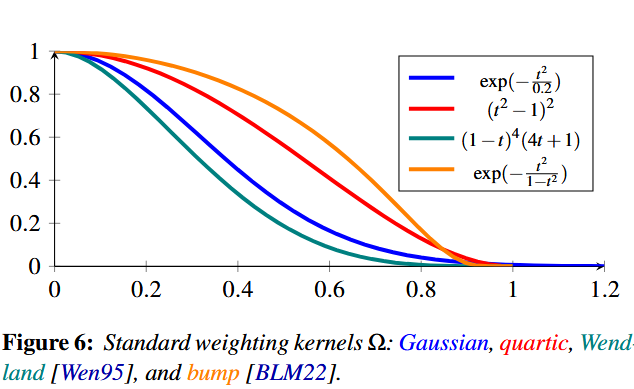 1
0.8
0.6
0.4
0.2
0
0 0.2 0.4 0.6 0.8 1 1.2
exp(−t²/0.2)
(t² − 1)²
(1 − t)⁴(4t + 1)
exp(−t²/1−t²)
Figure 6: Standard weighting kernels Ω: Gaussian, quartic, Wend-
land [Wen95], and bump [BLM22].